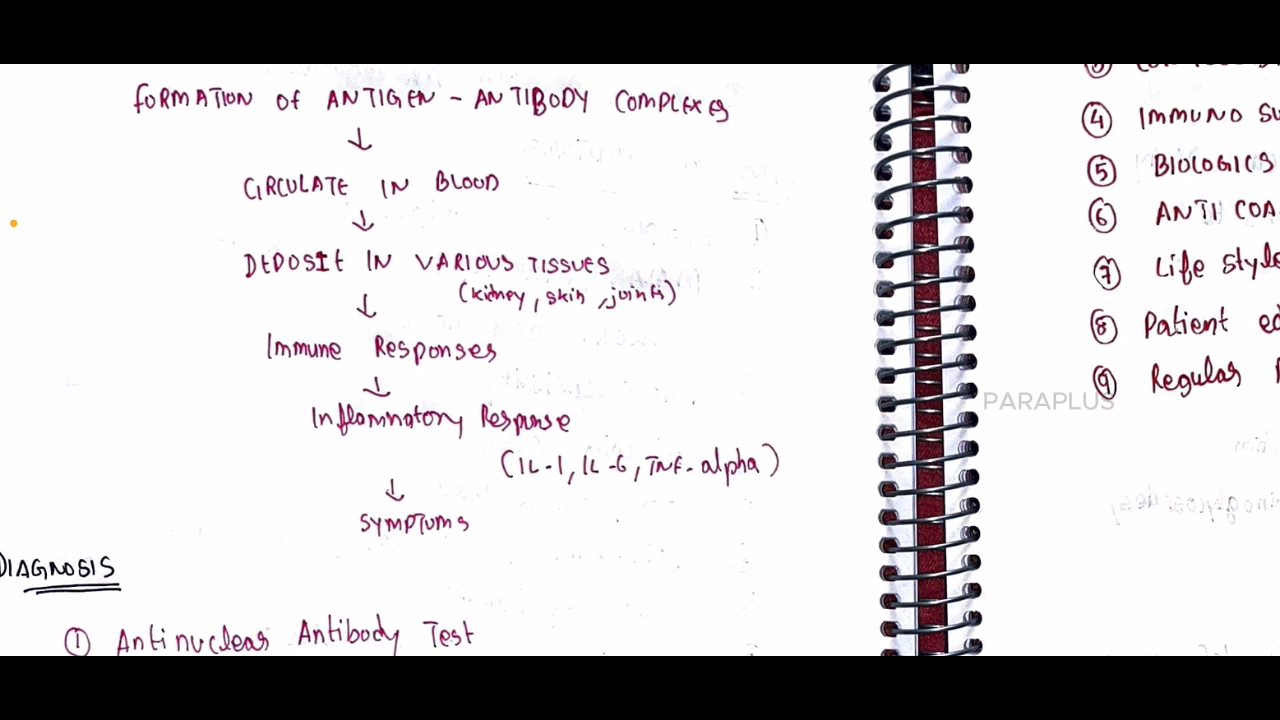 FORMATION OF ANTIGEN - ANTIBODY COMPLEXES
↓
CIRCULATE IN BLOOD
↓
DEPOSITE IN VARIOUS TISSUES
(kidney, skin, joints)
↓
Immune Responses
↓
Inflammatory Response
(IL-1, IL-6, TNF-alpha)
↓
SYMPTOMS
DIAGNOSIS
① Antinuclear Antibody Test
③
④ IMMUNO SU
⑤ BIOLOGICS
⑥ ANTI COA
⑦ Life style
⑧ Patient ed
⑨ Regular
PARAPLUS